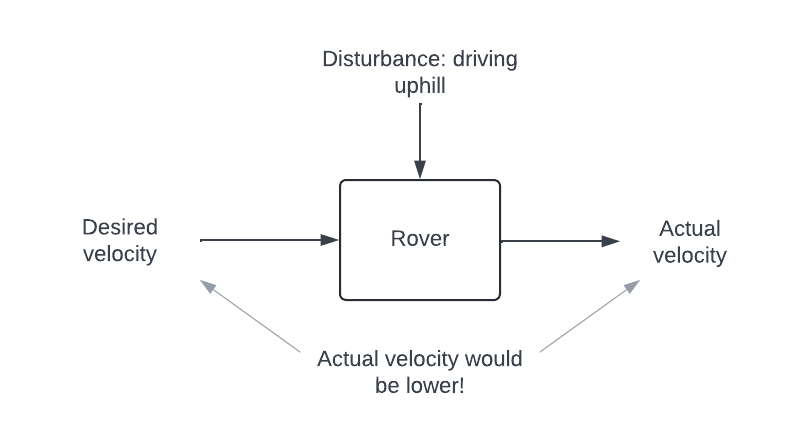 Disturbance: driving
uphill
Desired
velocity
Rover
Actual
velocity
Actual velocity would
be lower!